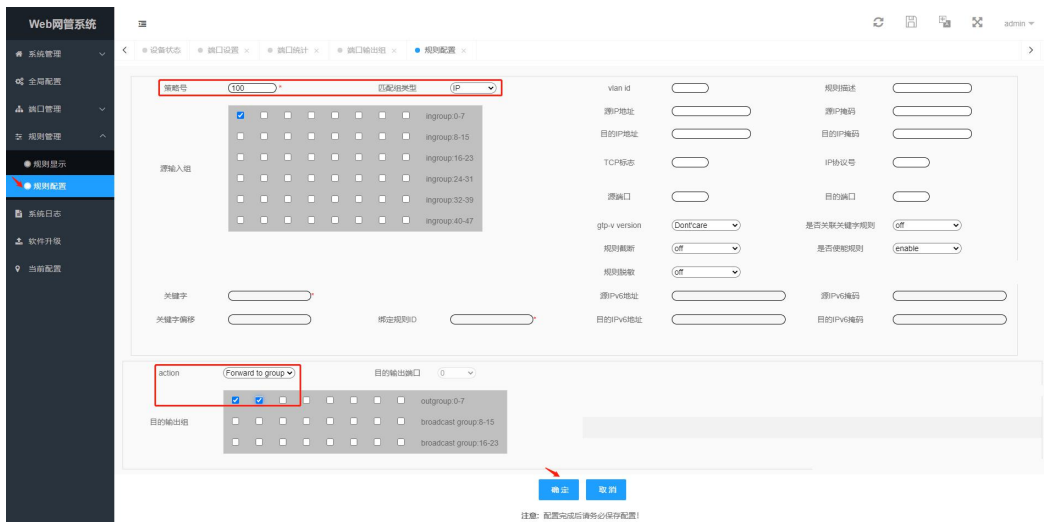 Web网管系统
admin
系统管理
全局配置
端口管理
规则管理
规则显示
规则配置
系统日志
软件升级
当前配置
设备状态 × 端口设置 × 端口统计 × 端口输出组 × 规则配置 ×
策略号 100 * 匹配组类型 IP vlan id 规则描述
ingroup:0-7 源IP地址 源IP掩码
ingroup:8-15 目的IP地址 目的IP掩码
源输入组 ingroup:16-23 TCP标志 IP协议号
ingroup:24-31
ingroup:32-39 源端口 目的端口
ingroup:40-47
gtp-v version Dont'care 是否关联关键字规则 off
规则截断 off 是否使能规则 enable
规则脱敏 off
关键字 * 源IPv6地址 源IPv6掩码
关键字偏移 绑定规则ID * 目的IPv6地址 目的IPv6掩码
action Forward to group 目的输出端口 0
outgroup:0-7
目的输出组 broadcast group:8-15
broadcast group:16-23
确定 取消
注意: 配置完成后请务必保存配置!